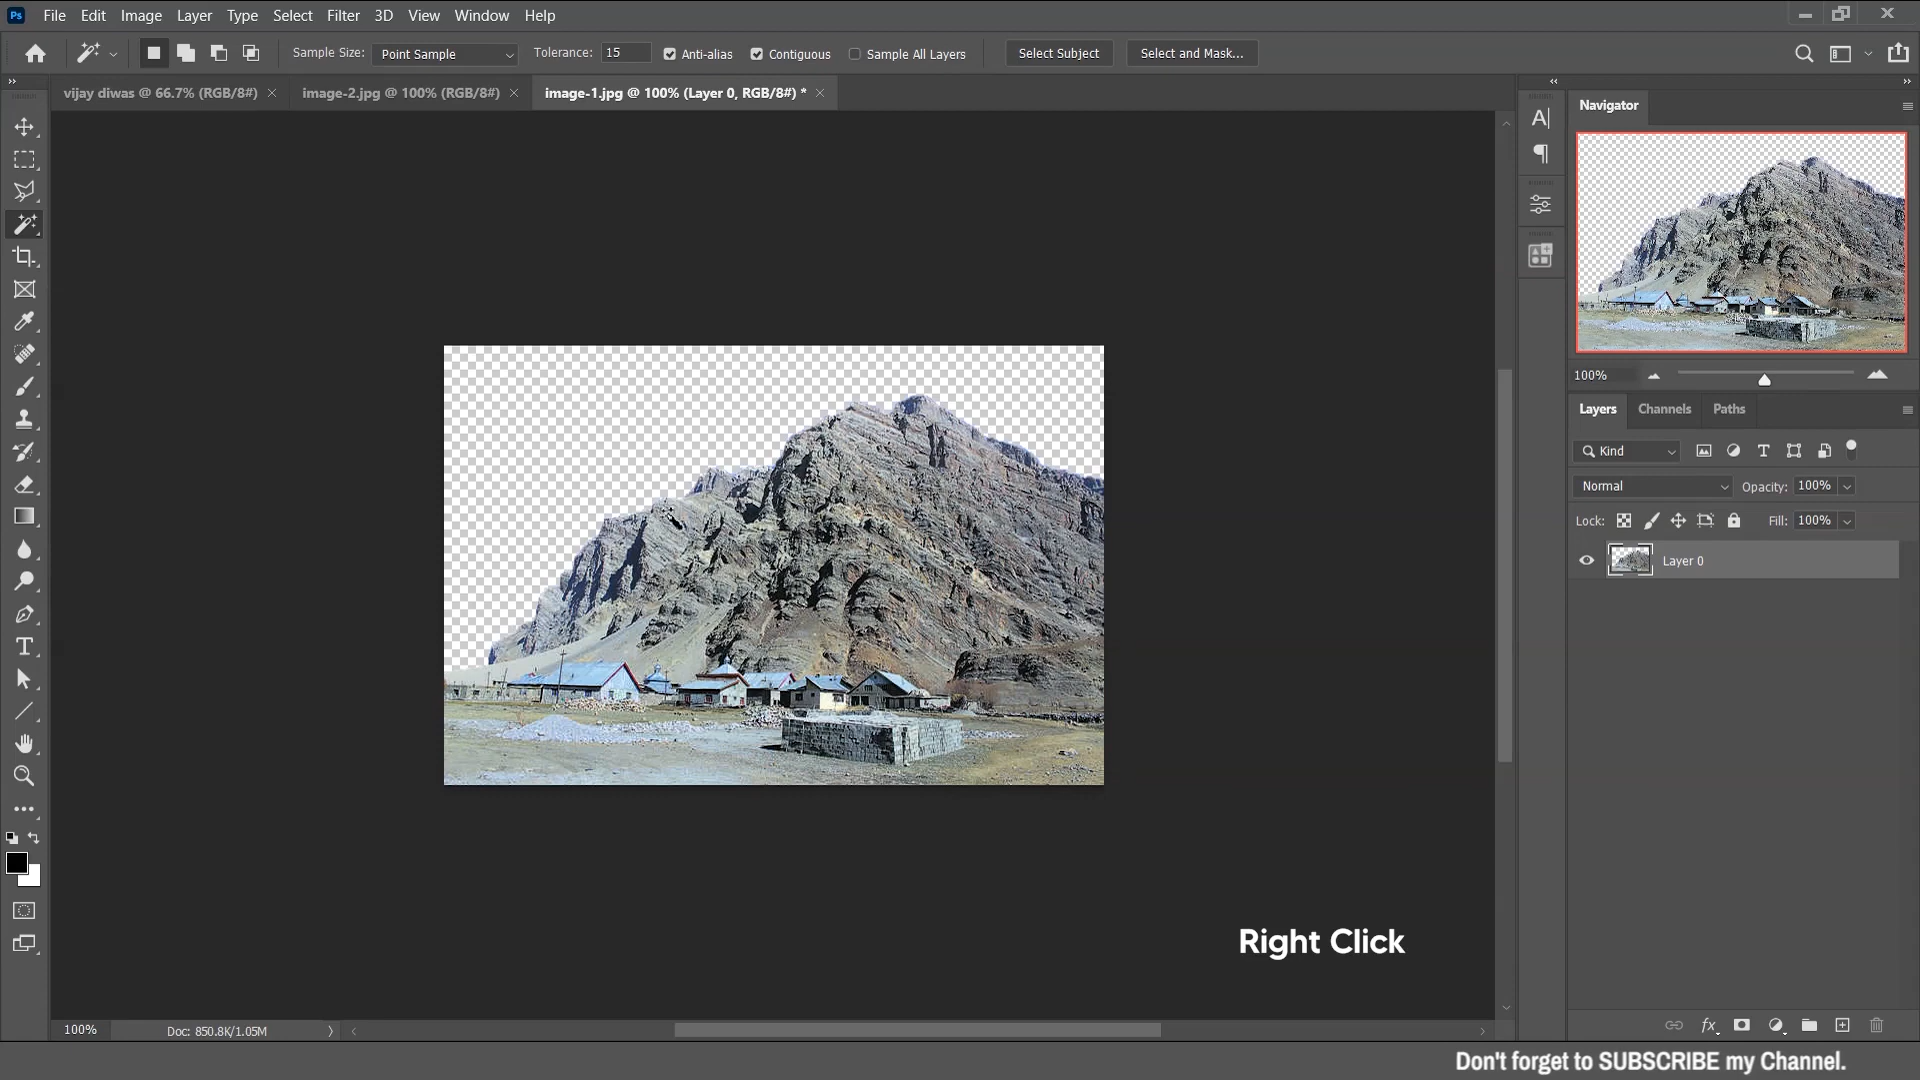 Ps File Edit Image Layer Type Select Filter 3D View Window Help
Sample Size: Point Sample Tolerance: 15 Anti-alias Contiguous Sample All Layers Select Subject Select and Mask...
vijay diwas @ 66.7% (RGB/8#) image-2.jpg @ 100% (RGB/8#) image-1.jpg @ 100% (Layer 0, RGB/8#) *
Navigator
100%
Layers Channels Paths
Kind
Normal Opacity: 100%
Lock: Fill: 100%
Layer 0
Right Click
100% Doc: 850.8K/1.05M
Don't forget to SUBSCRIBE my Channel.